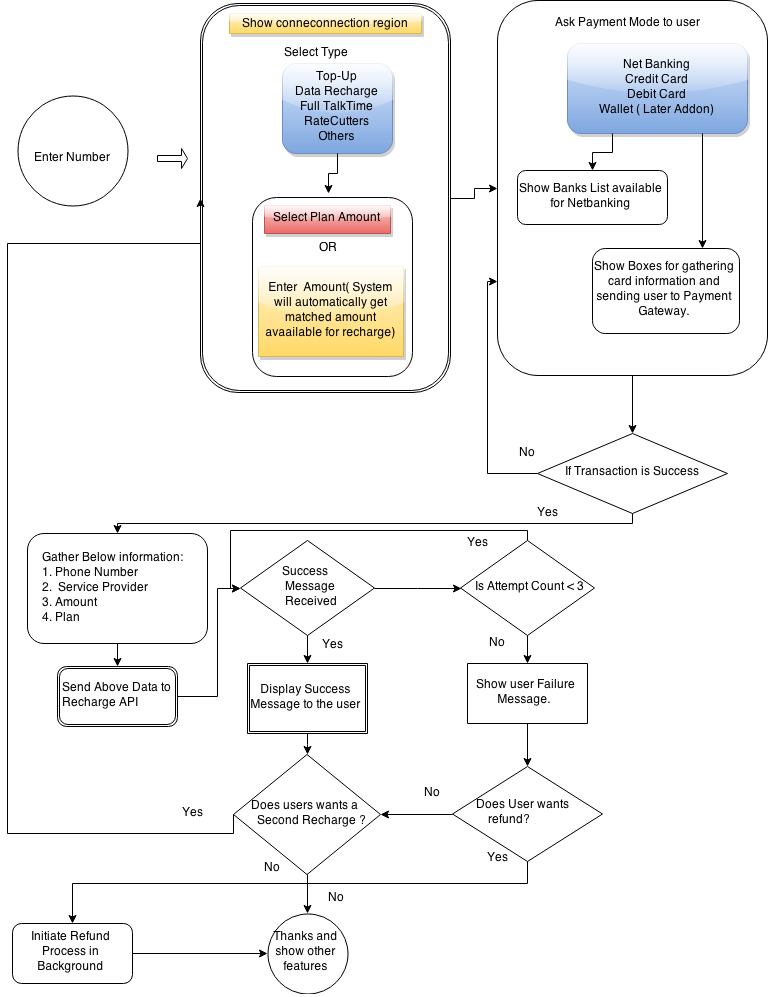 Show conneconnection region
Select Type
Top-Up
Data Recharge
Full TalkTime
RateCutters
Others
Enter Number
Select Plan Amount
OR
Enter Amount( System
will automatically get
matched amount
avaailable for recharge)
Ask Payment Mode to user
Net Banking
Credit Card
Debit Card
Wallet ( Later Addon)
Show Banks List available
for Netbanking
Show Boxes for gathering
card information and
sending user to Payment
Gateway.
No
If Transaction is Success
Yes
Gather Below information:
1. Phone Number
2. Service Provider
3. Amount
4. Plan
Send Above Data to
Recharge API
Success
Message
Received
Yes
Is Attempt Count < 3
Yes
No
Display Success
Message to the user
Show user Failure
Message.
Yes
Does users wants a
Second Recharge ?
No
Does User wants
refund?
Yes
No
No
Initiate Refund
Process in
Background
Thanks and
show other
features